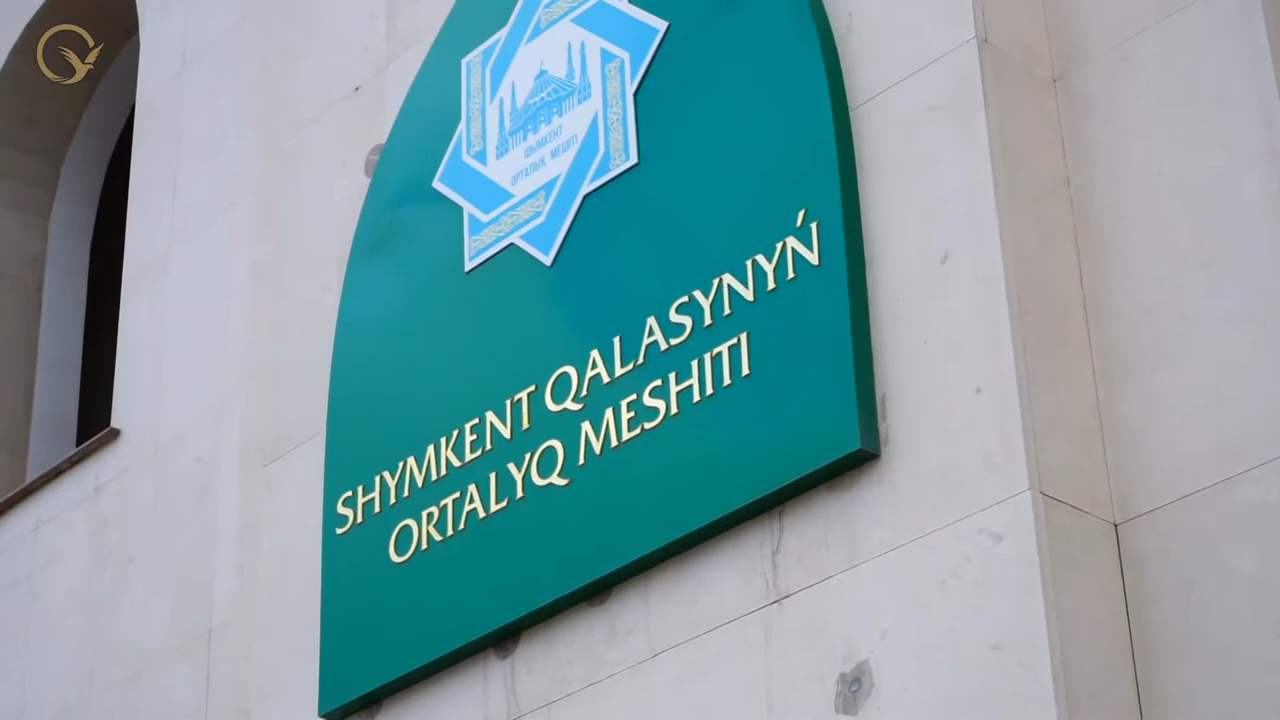 ШЫМКЕНТ
ОРТАЛЫҚ МЕШІТІ
SHYMKENT QALASYNYŃ
ORTALYQ MESHITI